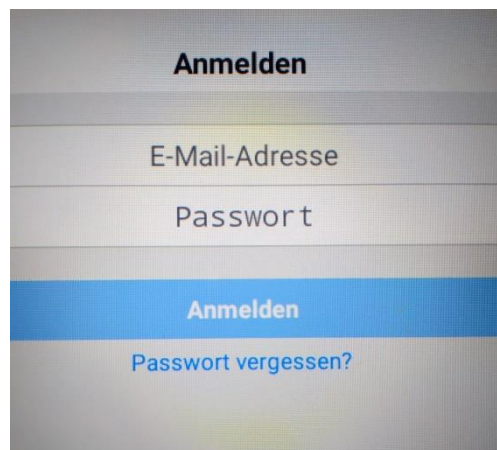 Anmelden
E-Mail-Adresse
Passwort
Anmelden
Passwort vergessen?